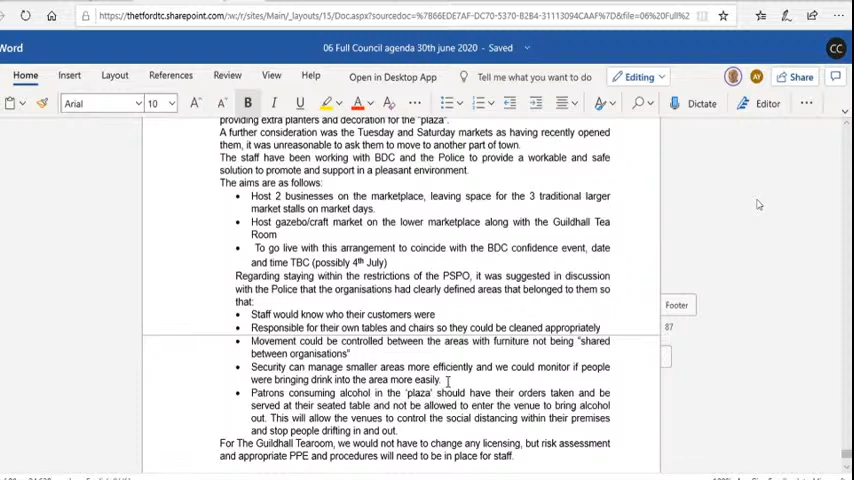 https://thetfordtc.sharepoint.com/:w:/r/sites/Main/_layouts/15/Doc.aspx?sourcedoc=%7866EDE7AF-DC70-5370-B2B4-31113094CAAF%7D&file=06%20Full%2
Word
06 Full Council agenda 30th june 2020 - Saved
CC
Home Insert Layout References Review View Help Open in Desktop App Tell me what you want to do Editing AY Share
Arial 10 A A B I U A A Dictate Editor
providing extra planters and decoration for the "plaza".
A further consideration was the Tuesday and Saturday markets as having recently opened
them, it was unreasonable to ask them to move to another part of town.
The staff have been working with BDC and the Police to provide a workable and safe
solution to promote and support in a pleasant environment.
The aims are as follows:
• Host 2 businesses on the marketplace, leaving space for the 3 traditional larger
market stalls on market days.
• Host gazebo/craft market on the lower marketplace along with the Guildhall Tea
Room
• To go live with this arrangement to coincide with the BDC confidence event, date
and time TBC (possibly 4th July)
Regarding staying within the restrictions of the PSPO, it was suggested in discussion
with the Police that the organisations had clearly defined areas that belonged to them so
that:
Footer
• Staff would know who their customers were
• Responsible for their own tables and chairs so they could be cleaned appropriately
87
• Movement could be controlled between the areas with furniture not being "shared
between organisations"
• Security can manage smaller areas more efficiently and we could monitor if people
were bringing drink into the area more easily.
• Patrons consuming alcohol in the 'plaza' should have their orders taken and be
served at their seated table and not be allowed to enter the venue to bring alcohol
out. This will allow the venues to control the social distancing within their premises
and stop people drifting in and out.
For The Guildhall Tearoom, we would not have to change any licensing, but risk assessment
and appropriate PPE and procedures will need to be in place for staff.